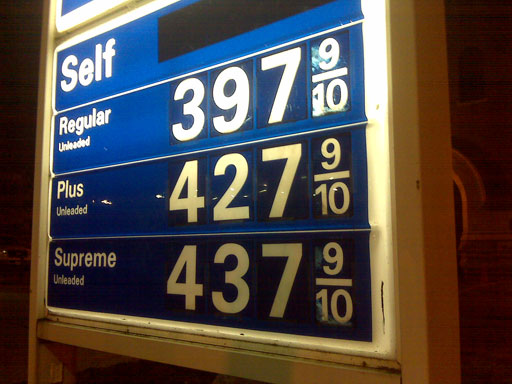 Self
Regular 397 9/10
Unleaded
Plus 427 9/10
Unleaded
Supreme 437 9/10
Unleaded